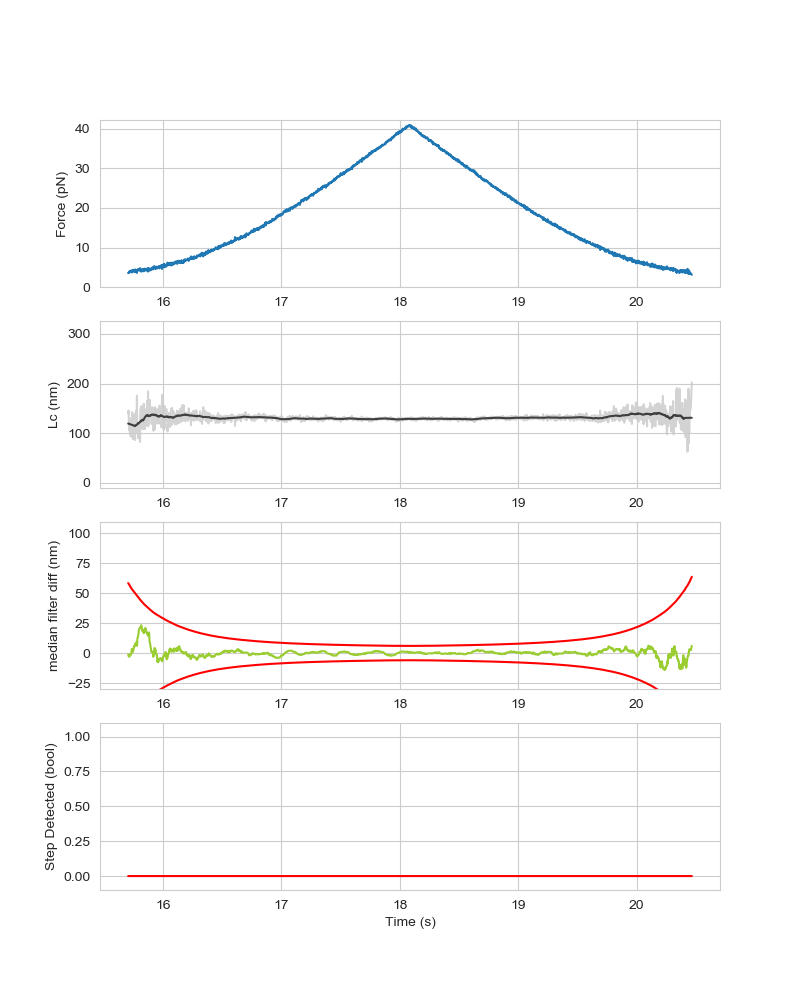 Force (pN)
40
30
20
10
0
16 17 18 19 20
Lc (nm)
300
200
100
0
16 17 18 19 20
median filter diff (nm)
100
75
50
25
0
−25
16 17 18 19 20
Step Detected (bool)
1.00
0.75
0.50
0.25
0.00
16 17 18 19 20
Time (s)